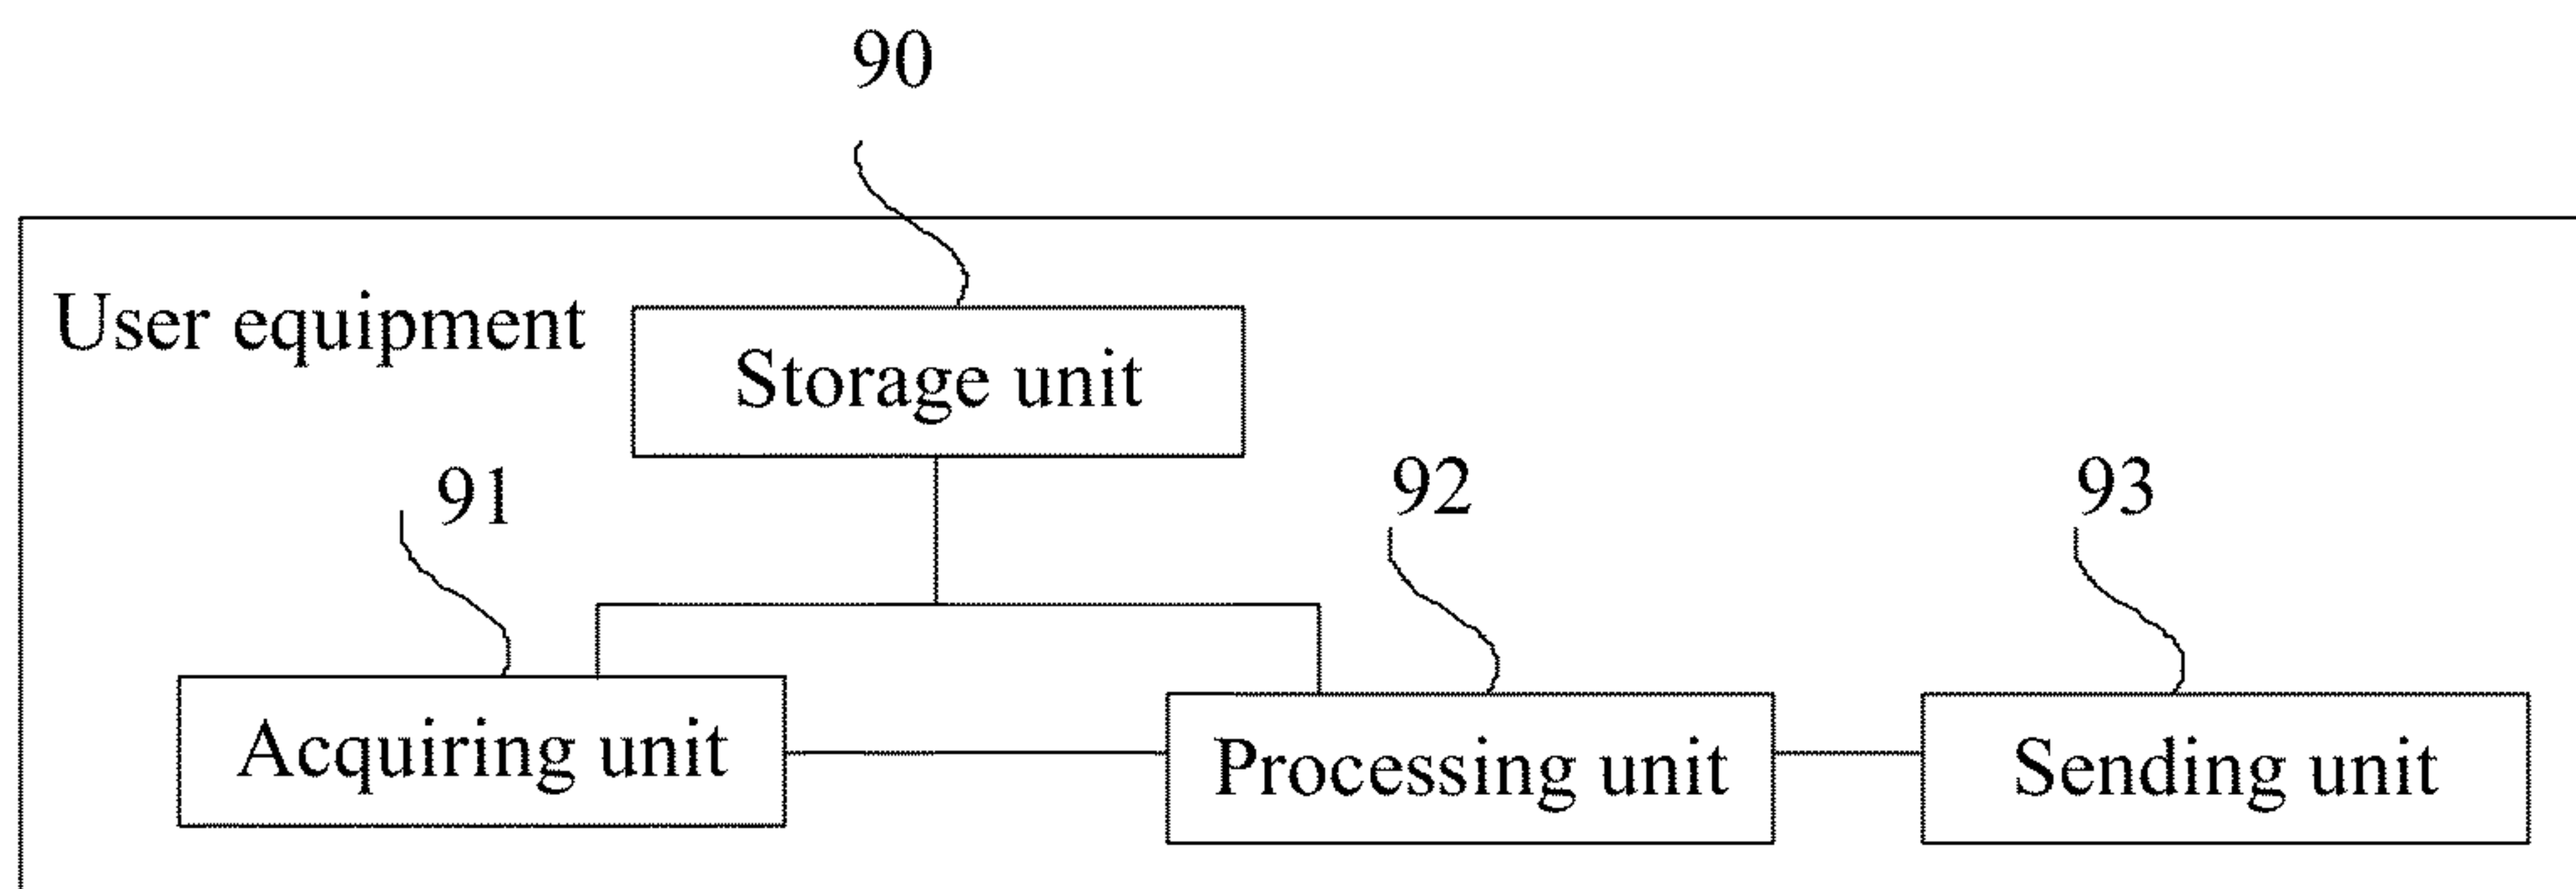 90
User equipment
Storage unit
91
92
93
Acquiring unit
Processing unit
Sending unit